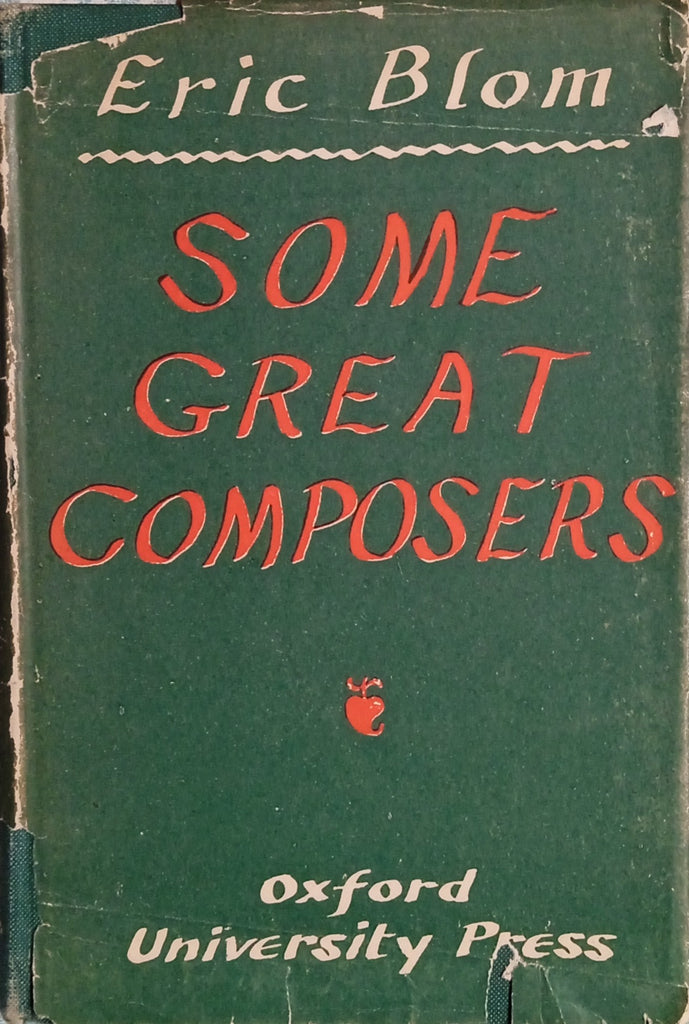 Eric Blom
SOME
GREAT
COMPOSERS
Oxford
University Press